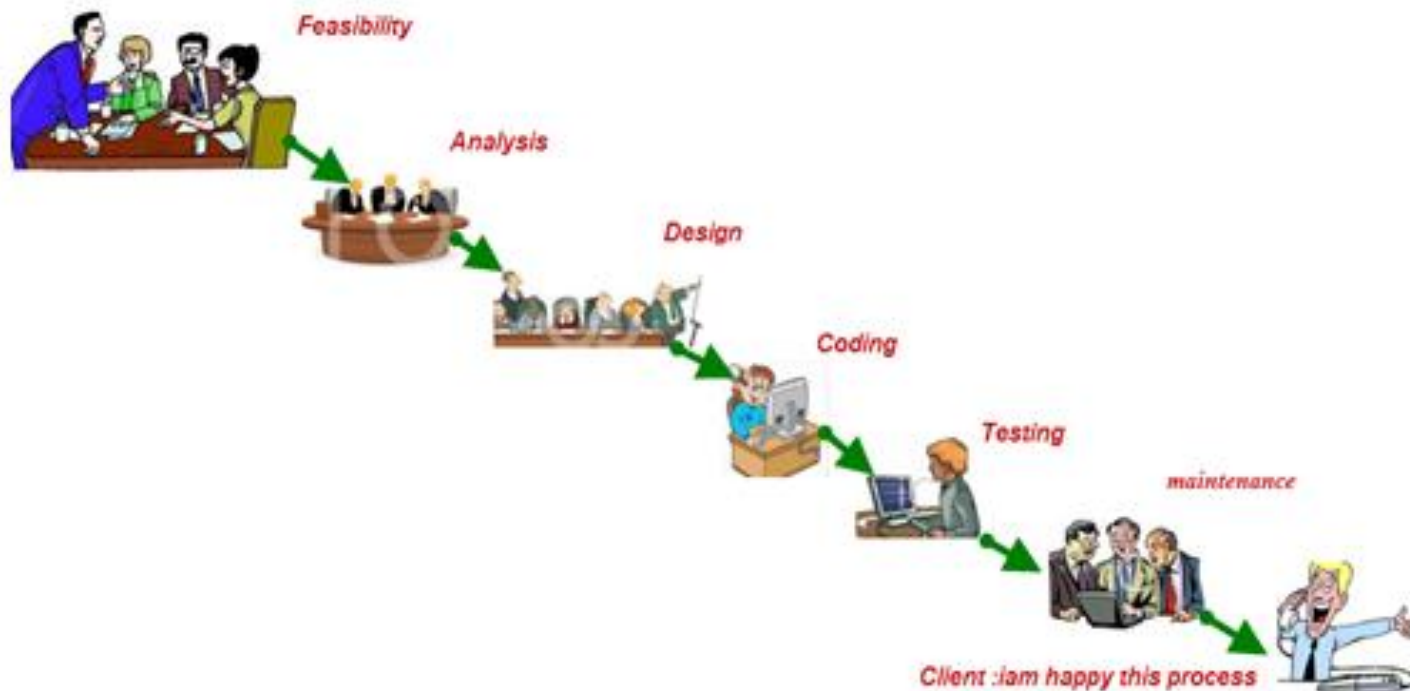 Feasibility
Analysis
Design
Coding
Testing
maintenance
Client :iam happy this process